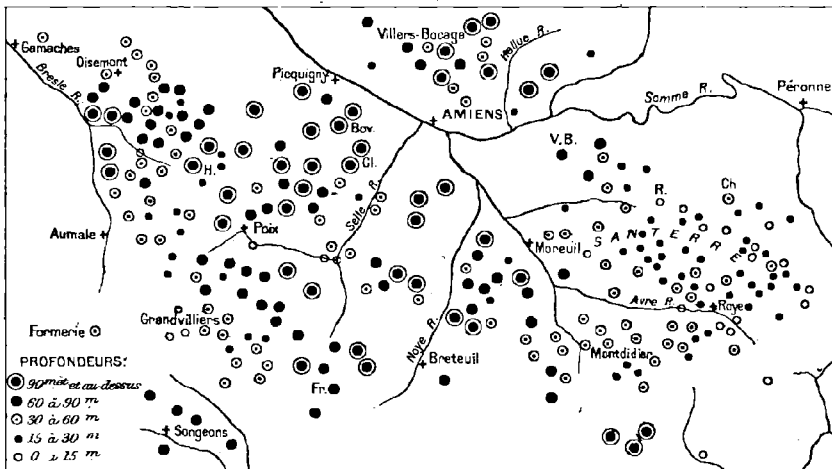 Gamaches
Oisemont
Bresle R.
Villers-Bocage
Hallue R.
Picquigny
AMIENS
Somme R.
Péronne
Bov.
Cl.
H.
V.B.
R.
Ch
Selle R.
Poix
Aumale
SANTERRE
Moreuil
Avre R.
Roye
Formerie
Grandvilliers
Noye R.
Breteuil
Montdidier
Fr.
Songeons
PROFONDEURS:
90 mèt et au-dessus
60 à 90 m
30 à 60 m
15 à 30 m
0 à 15 m